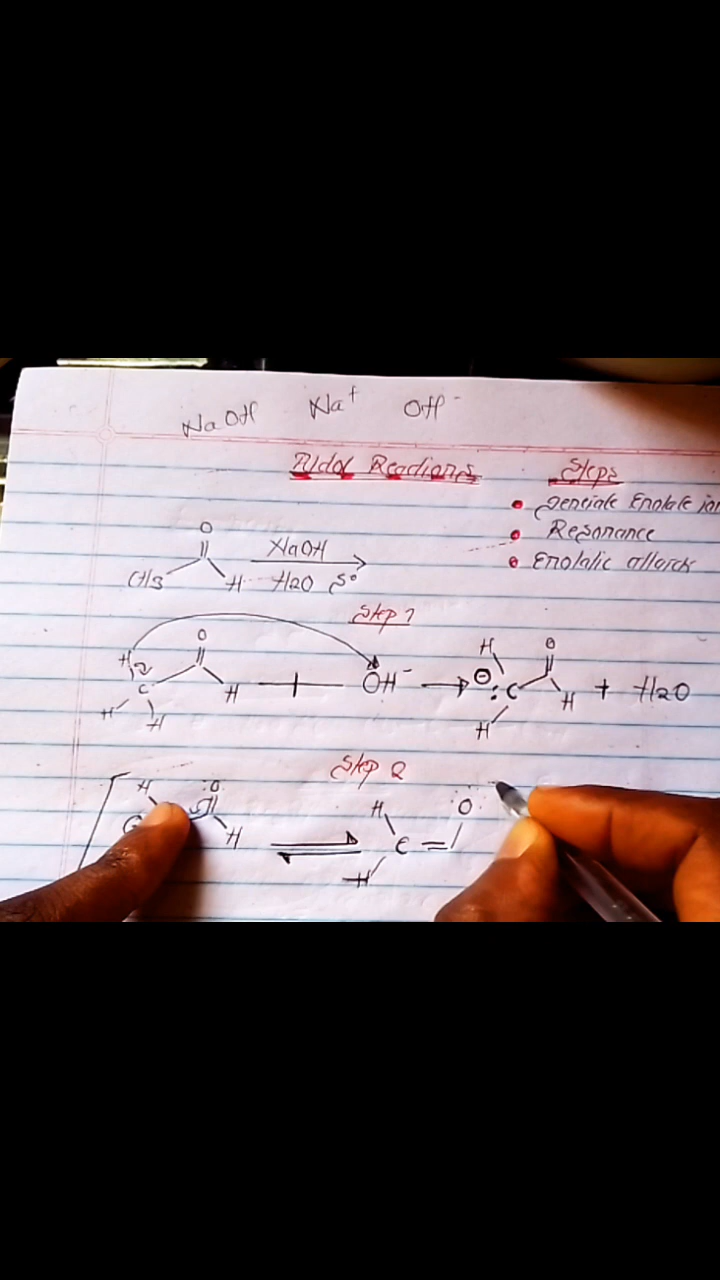 NaOH Na+ OH-
Aldol Reactions
Steps
• generate Enolate ion
• Resonance
• Enolatic attack
O
NaOH
CH3 H H2O 5°
Step 1
H O H O
C H + OH- → ⊖: C H + H2O
H H H
Step 2
H O H O
H C =
H